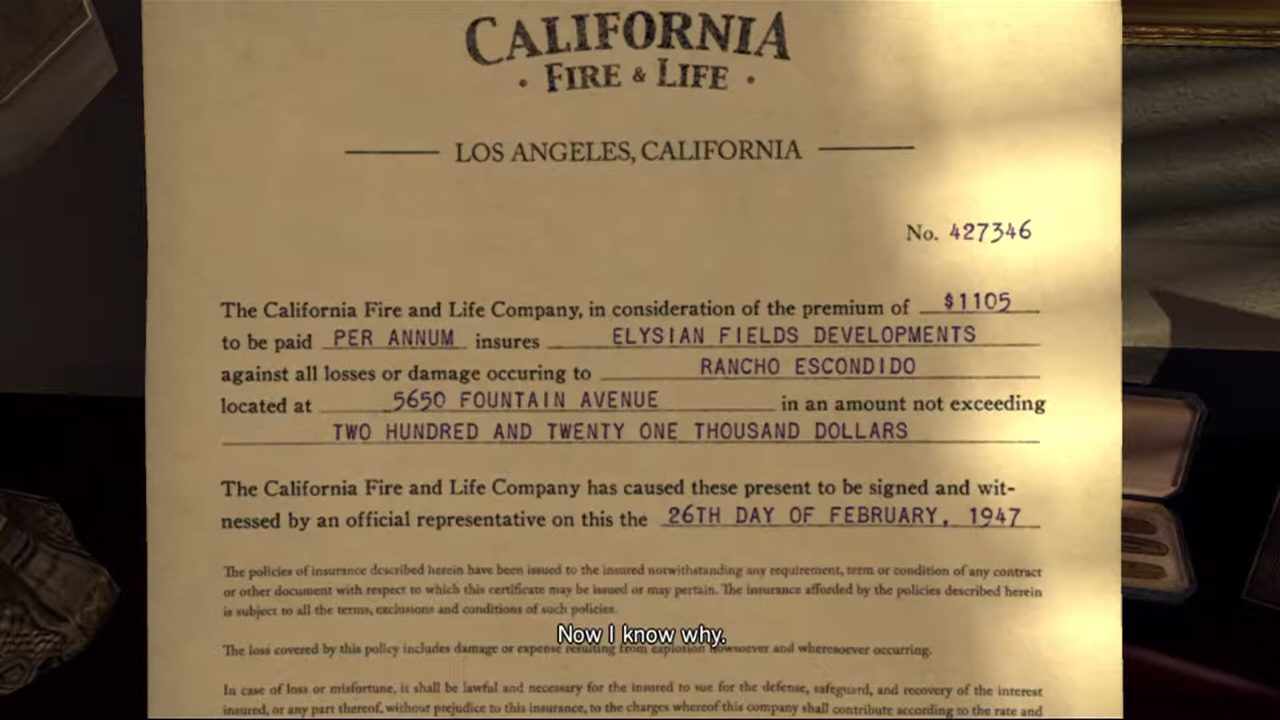 CALIFORNIA
· FIRE & LIFE ·
LOS ANGELES, CALIFORNIA
No. 427346
The California Fire and Life Company, in consideration of the premium of $1105
to be paid PER ANNUM insures ELYSIAN FIELDS DEVELOPMENTS
against all losses or damage occuring to RANCHO ESCONDIDO
located at 5650 FOUNTAIN AVENUE in an amount not exceeding
TWO HUNDRED AND TWENTY ONE THOUSAND DOLLARS
The California Fire and Life Company has caused these present to be signed and wit-
nessed by an official representative on this the 26TH DAY OF FEBRUARY, 1947
The policies of insurance described herein have been issued to the insured notwithstanding any requirement, term or condition of any contract
or other document with respect to which this certificate may be issued or may pertain. The insurance afforded by the policies described herein
is subject to all the terms, exclusions and conditions of such policies.
Now I know why.
The loss covered by this policy includes damage or expense resulting from explosion howsoever and wheresoever occurring.
In case of loss or misfortune, it shall be lawful and necessary for the insured to sue for the defense, safeguard, and recovery of the interest
insured, or any part thereof, without prejudice to this insurance, to the charges whereof this company shall contribute according to the rate and